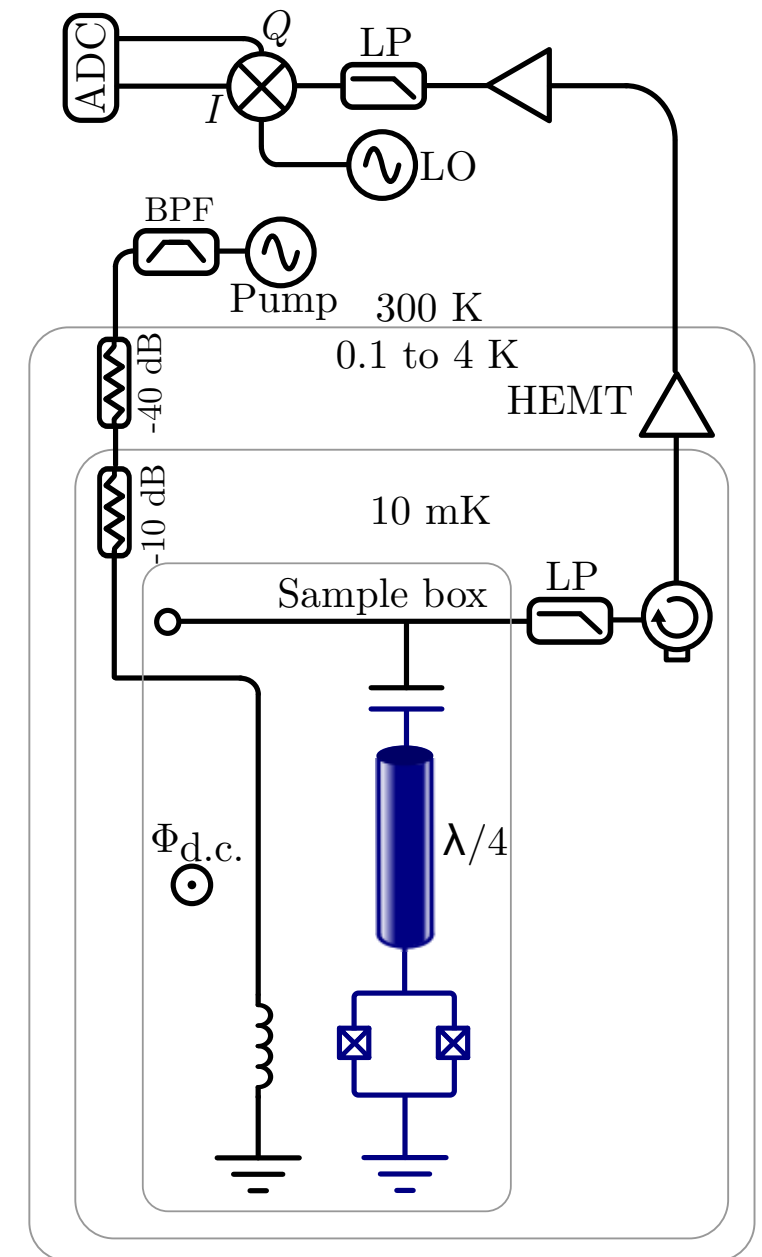 ADC
Q
I
LP
LO
BPF
Pump
300 K
0.1 to 4 K
-40 dB
HEMT
-10 dB
10 mK
Sample box
LP
λ/4
Φd.c.